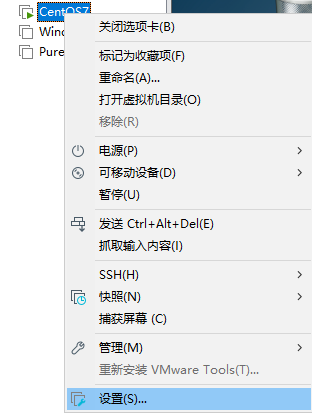 CentOS7
Wind
Pure
关闭选项卡(B)
标记为收藏项(F)
重命名(A)...
打开虚拟机目录(O)
移除(R)
电源(P)
可移动设备(D)
暂停(U)
发送 Ctrl+Alt+Del(E)
抓取输入内容(I)
SSH(H)
快照(N)
捕获屏幕 (C)
管理(M)
重新安装 VMware Tools(T)...
设置(S)...